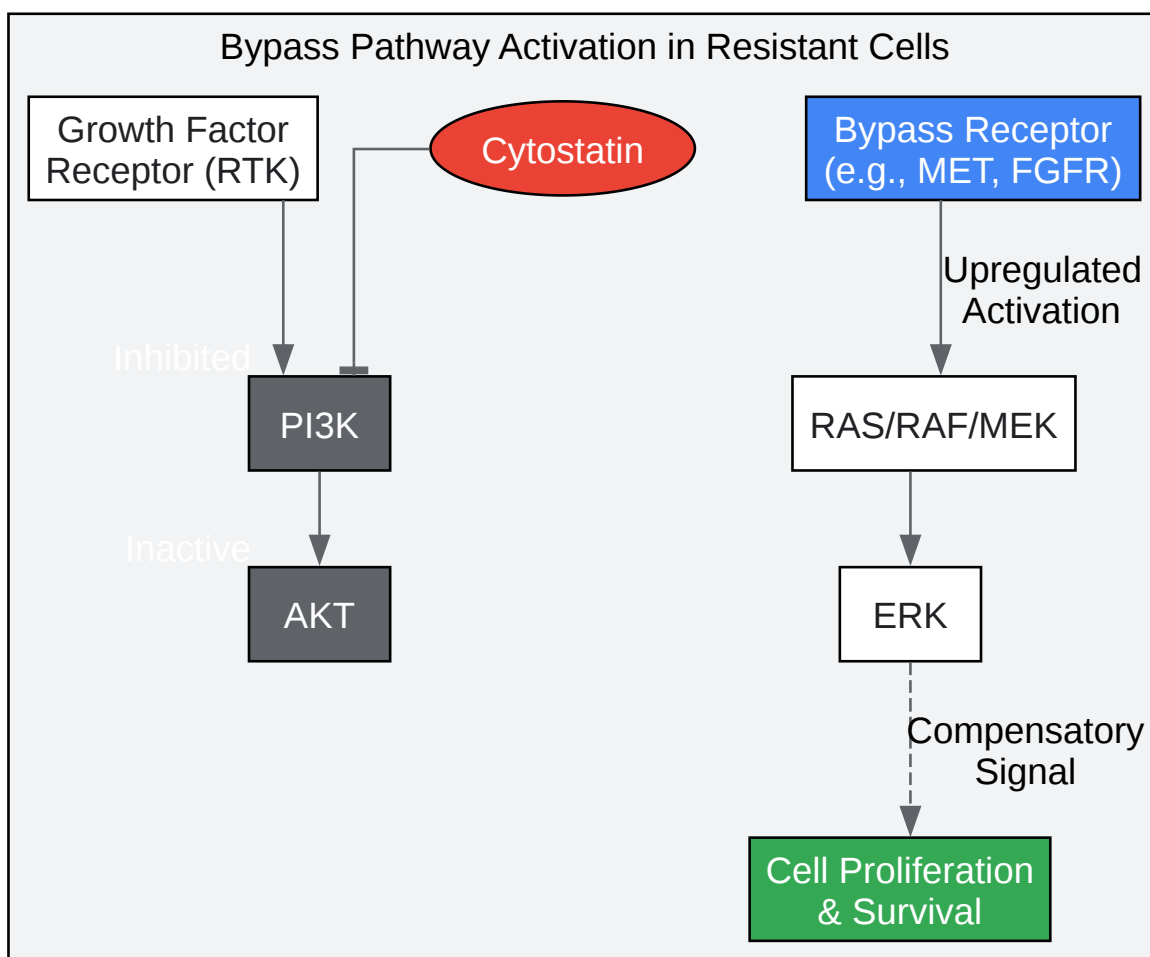 Bypass Pathway Activation in Resistant Cells
Growth Factor
Receptor (RTK)
Cytostatin
Bypass Receptor
(e.g., MET, FGFR)
Upregulated
Activation
Inhibited
PI3K
RAS/RAF/MEK
Inactive
AKT
ERK
Compensatory
Signal
Cell Proliferation
& Survival